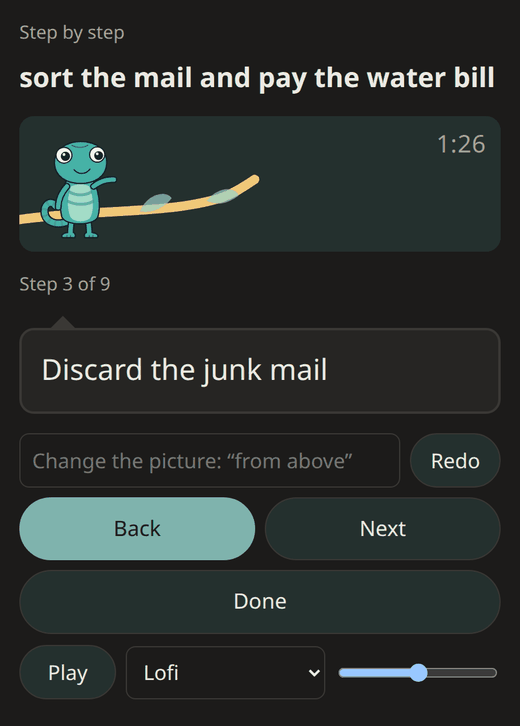 Step by step
sort the mail and pay the water bill
1:26
Step 3 of 9
Discard the junk mail
Change the picture: “from above”
Redo
Back
Next
Done
Play
Lofi